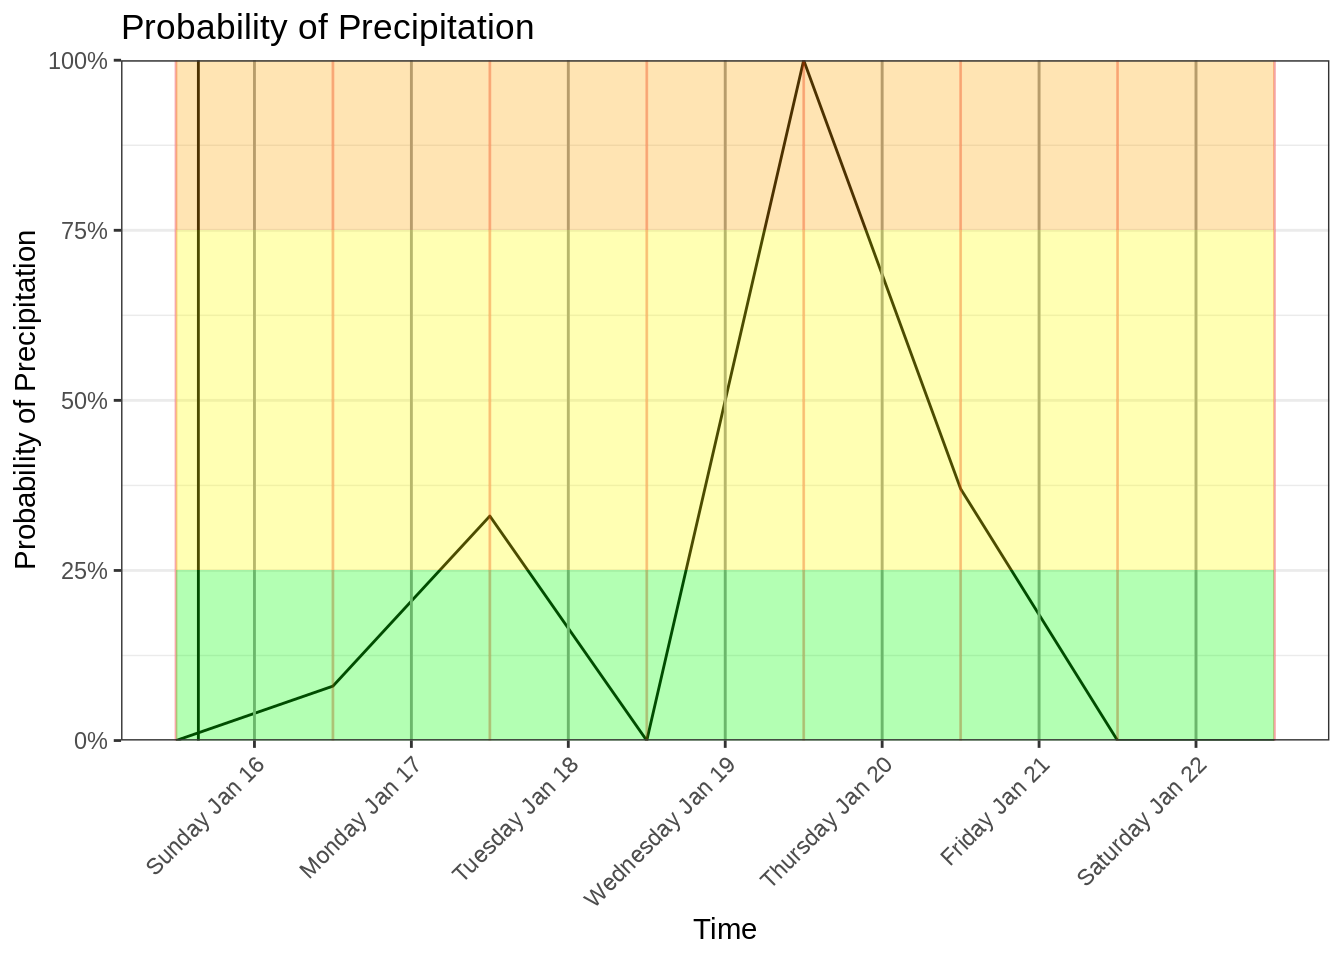 Probability of Precipitation
100%
75%
50%
25%
0%
Probability of Precipitation
Sunday Jan 16
Monday Jan 17
Tuesday Jan 18
Wednesday Jan 19
Thursday Jan 20
Friday Jan 21
Saturday Jan 22
Time